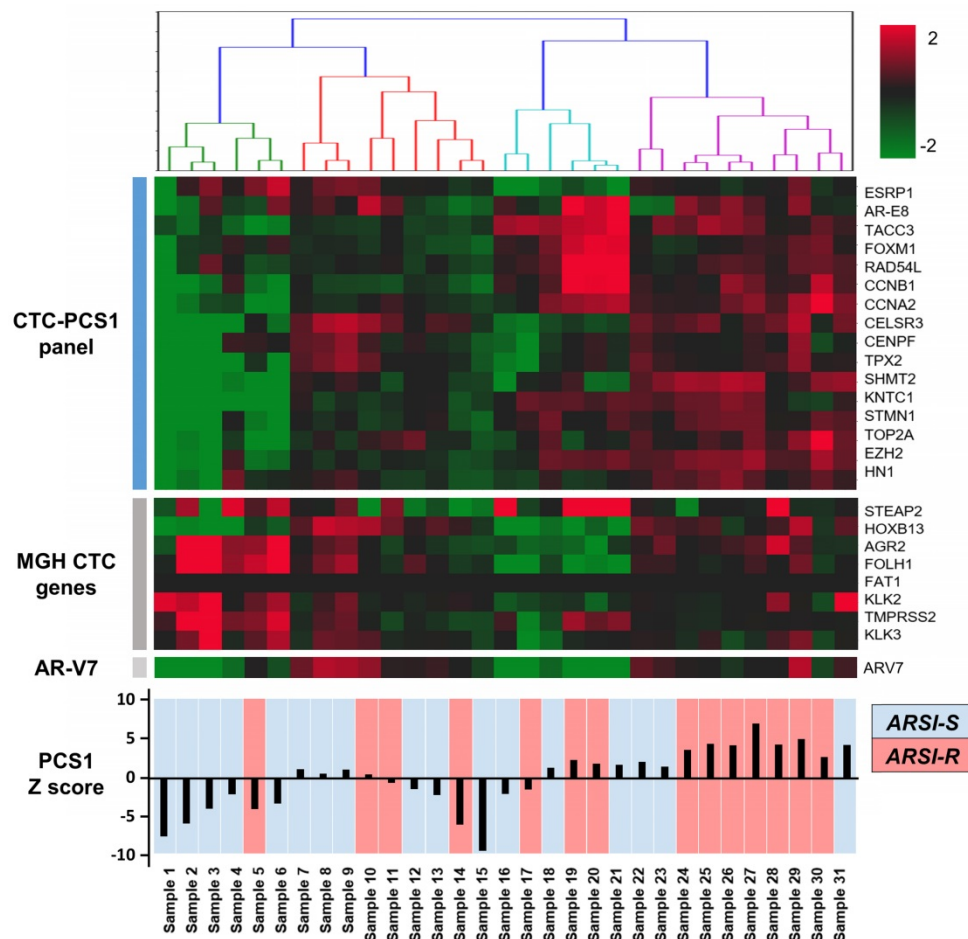 2
-2
CTC-PCS1
panel
ESRP1
AR-E8
TACC3
FOXM1
RAD54L
CCNB1
CCNA2
CELSR3
CENPF
TPX2
SHMT2
KNTC1
STMN1
TOP2A
EZH2
HN1
MGH CTC
genes
STEAP2
HOXB13
AGR2
FOLH1
FAT1
KLK2
TMPRSS2
KLK3
AR-V7
ARV7
PCS1
Z score
10
5
0
-5
-10
ARSI-S
ARSI-R
Sample 1
Sample 2
Sample 3
Sample 4
Sample 5
Sample 6
Sample 7
Sample 8
Sample 9
Sample 10
Sample 11
Sample 12
Sample 13
Sample 14
Sample 15
Sample 16
Sample 17
Sample 18
Sample 19
Sample 20
Sample 21
Sample 22
Sample 23
Sample 24
Sample 25
Sample 26
Sample 27
Sample 28
Sample 29
Sample 30
Sample 31